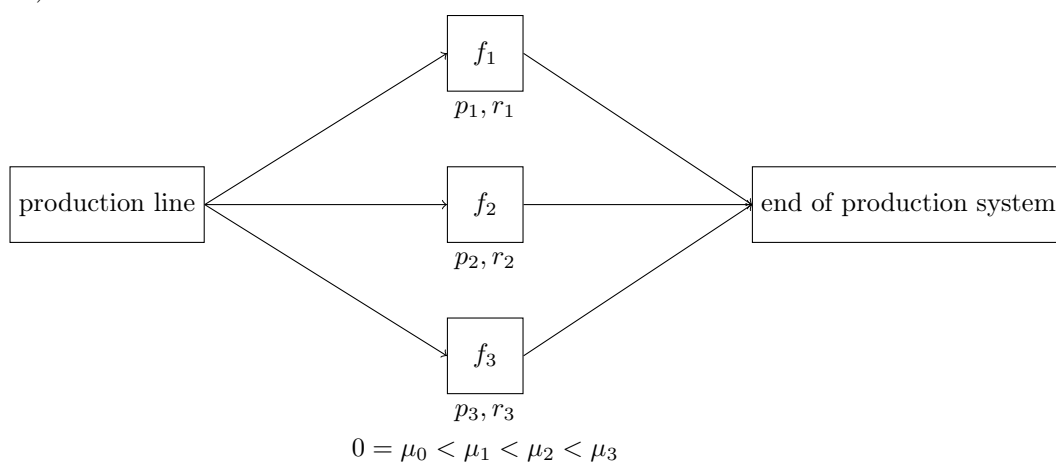 f₁
p₁, r₁
production line
f₂
end of production system
p₂, r₂
f₃
p₃, r₃
0 = μ₀ < μ₁ < μ₂ < μ₃